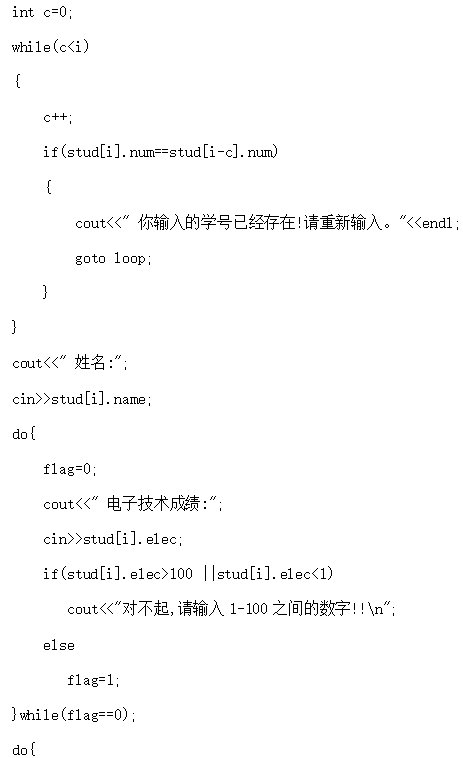 int c=0;
while(c<i)
{
c++;
if(stud[i].num==stud[i-c].num)
{
cout<<" 你输入的学号已经存在!请重新输入。"<<endl;
goto loop;
}
}
cout<<" 姓名:";
cin>>stud[i].name;
do{
flag=0;
cout<<" 电子技术成绩:";
cin>>stud[i].elec;
if(stud[i].elec>100 ||stud[i].elec<1)
cout<<"对不起,请输入 1-100 之间的数字!!\n";
else
flag=1;
}while(flag==0);
do{